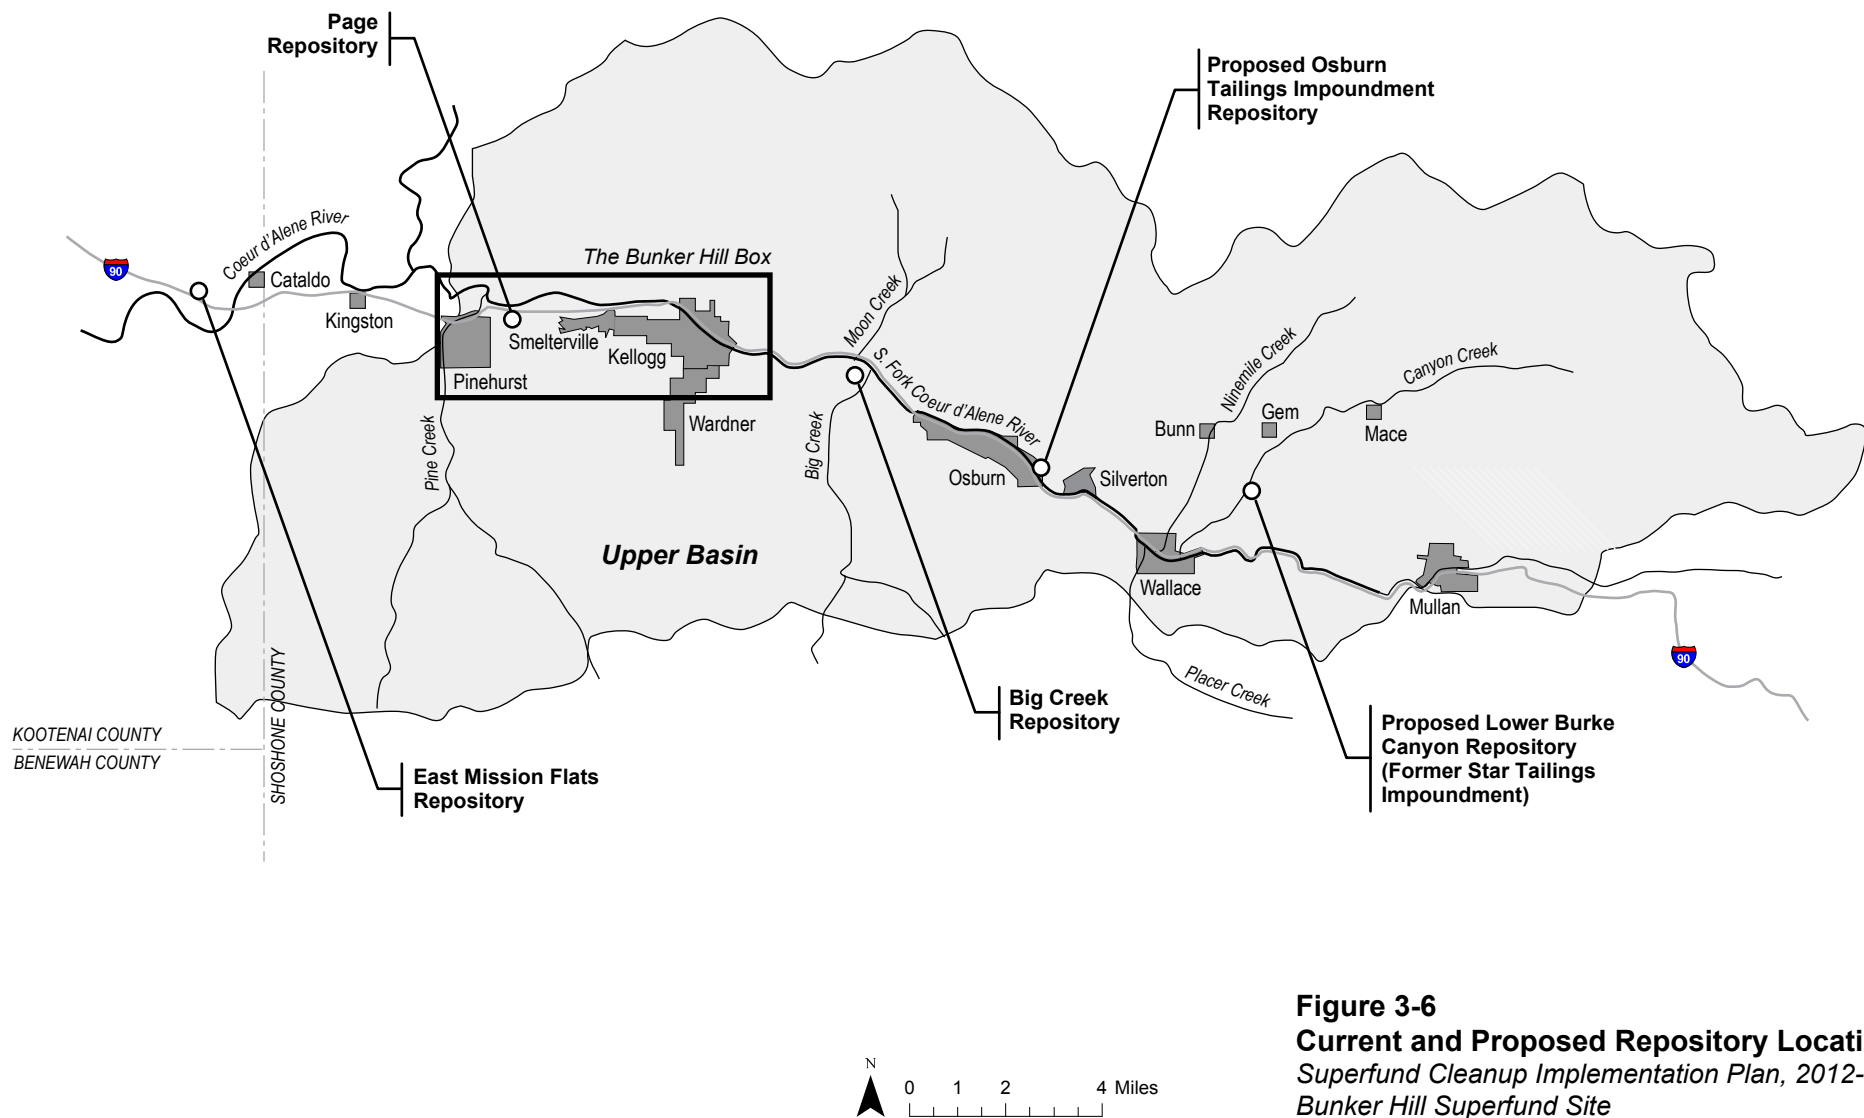 Page
Repository
Proposed Osburn
Tailings Impoundment
Repository
The Bunker Hill Box
90
Coeur d'Alene River
Cataldo
Kingston
Smelterville
Kellogg
Pinehurst
Wardner
Pine Creek
Moon Creek
S. Fork Coeur d'Alene River
Big Creek
Osburn
Silverton
Ninemile Creek
Canyon Creek
Bunn
Gem
Mace
Upper Basin
Wallace
Mullan
90
Placer Creek
Big Creek
Repository
Proposed Lower Burke
Canyon Repository
(Former Star Tailings
Impoundment)
KOOTENAI COUNTY
BENEWAH COUNTY
SHOSHONE COUNTY
East Mission Flats
Repository
N
0 1 2 4 Miles
Figure 3-6
Current and Proposed Repository Locati
Superfund Cleanup Implementation Plan, 2012-
Bunker Hill Superfund Site